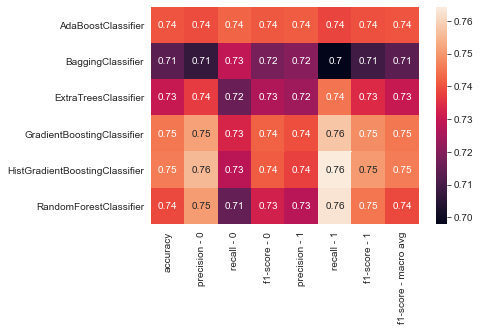 AdaBoostClassifier 0.74 0.74 0.74 0.74 0.74 0.74 0.74 0.74
BaggingClassifier 0.71 0.71 0.73 0.72 0.72 0.7 0.71 0.71
ExtraTreesClassifier 0.73 0.74 0.72 0.73 0.72 0.74 0.73 0.73
GradientBoostingClassifier 0.75 0.75 0.73 0.74 0.74 0.76 0.75 0.75
HistGradientBoostingClassifier 0.75 0.76 0.73 0.74 0.74 0.76 0.75 0.75
RandomForestClassifier 0.74 0.75 0.71 0.73 0.73 0.76 0.75 0.74
accuracy
precision - 0
recall - 0
f1-score - 0
precision - 1
recall - 1
f1-score - 1
f1-score - macro avg
0.76
0.75
0.74
0.73
0.72
0.71
0.70